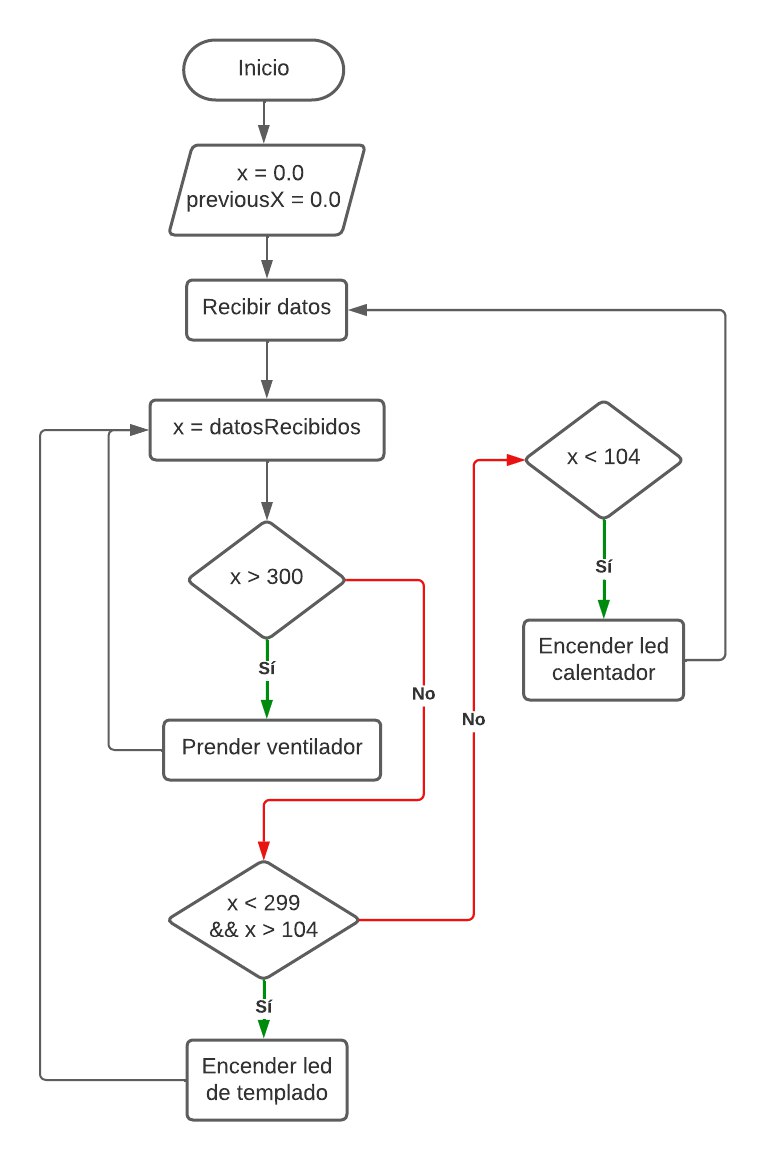 Inicio
x = 0.0
previousX = 0.0
Recibir datos
x = datosRecibidos
x > 300
Sí
No
Prender ventilador
x < 299
&& x > 104
Sí
No
Encender led
de templado
x < 104
Sí
Encender led
calentador